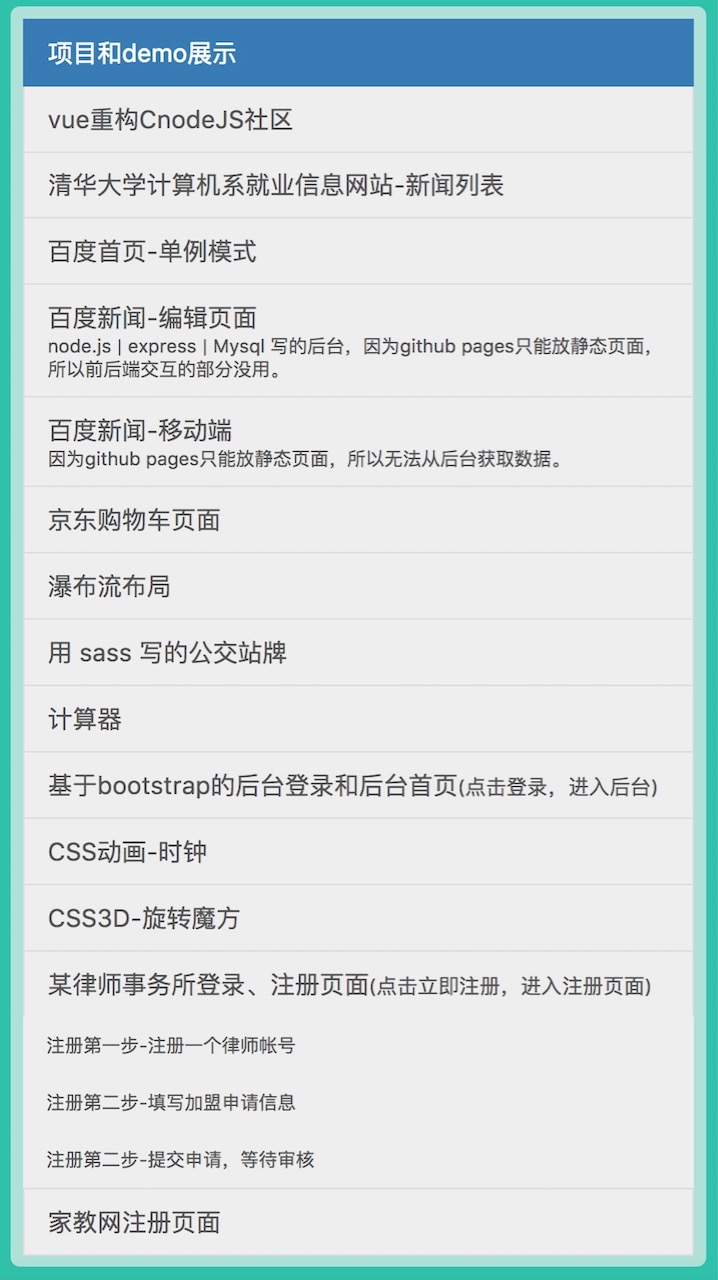 项目和demo展示
vue重构CnodeJS社区
清华大学计算机系就业信息网站-新闻列表
百度首页-单例模式
百度新闻-编辑页面
node.js | express | Mysql 写的后台，因为github pages只能放静态页面，
所以前后端交互的部分没用。
百度新闻-移动端
因为github pages只能放静态页面，所以无法从后台获取数据。
京东购物车页面
瀑布流布局
用 sass 写的公交站牌
计算器
基于bootstrap的后台登录和后台首页(点击登录，进入后台)
CSS动画-时钟
CSS3D-旋转魔方
某律师事务所登录、注册页面(点击立即注册，进入注册页面)
注册第一步-注册一个律师帐号
注册第二步-填写加盟申请信息
注册第二步-提交申请，等待审核
家教网注册页面